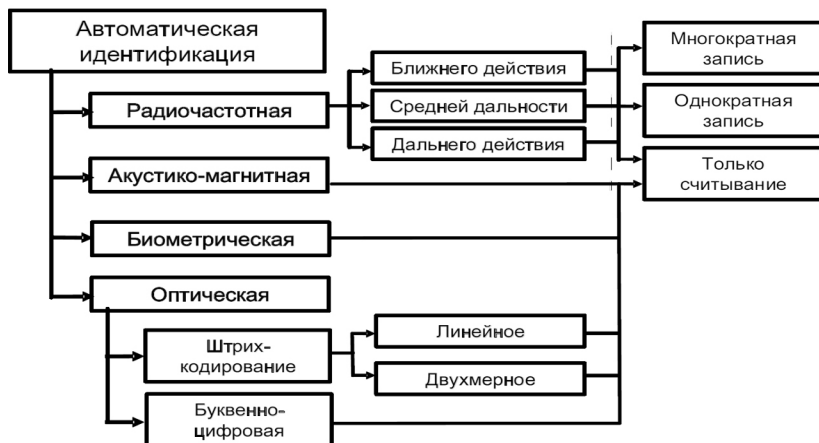 Автоматическая
идентификация
Радиочастотная
Ближнего действия
Средней дальности
Дальнего действия
Многократная
запись
Однократная
запись
Только
считывание
Акустико-магнитная
Биометрическая
Оптическая
Штрих-
кодирование
Линейное
Двухмерное
Буквенно-
цифровая